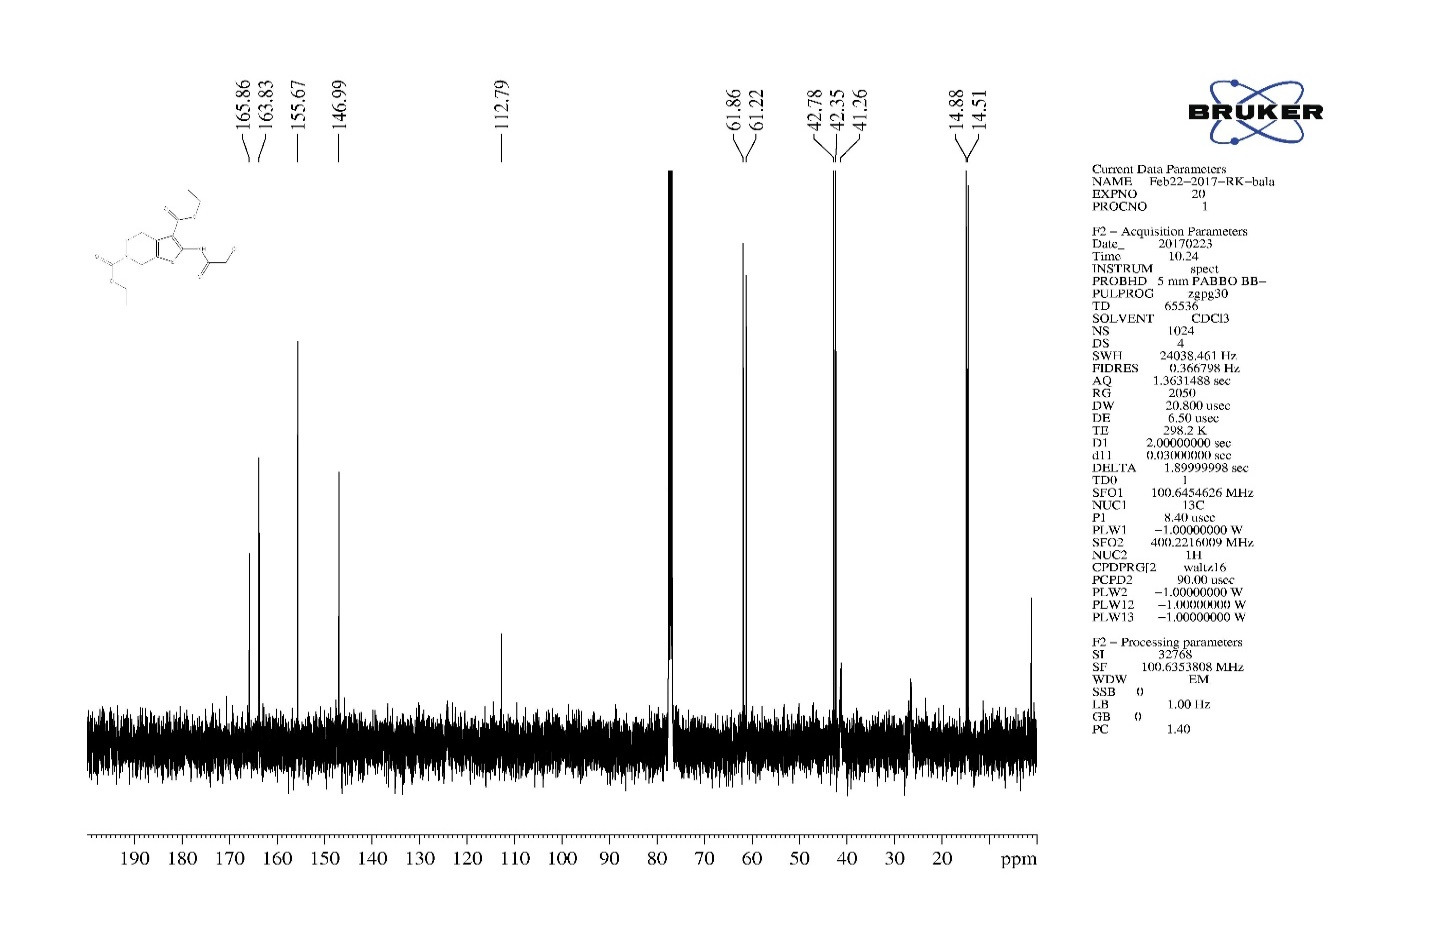 165.86
163.83
155.67
146.99
112.79
61.86
61.22
42.78
42.35
41.26
14.88
14.51
BRUKER
Current Data Parameters
NAME Feb22-2017-RK-bala
EXPNO 20
PROCNO 1
F2 - Acquisition Parameters
Date_ 20170223
Time 10.24
INSTRUM spect
PROBHD 5 mm PABBO BB-
PULPROG zgpg30
TD 65536
SOLVENT CDCl3
NS 1024
DS 4
SWH 24038.461 Hz
FIDRES 0.366798 Hz
AQ 1.3631488 sec
RG 2050
DW 20.800 usec
DE 6.50 usec
TE 298.2 K
D1 2.00000000 sec
d11 0.03000000 sec
DELTA 1.89999998 sec
TD0 1
SFO1 100.6454626 MHz
NUC1 13C
P1 8.40 usec
PLW1 -1.00000000 W
SFO2 400.2216009 MHz
NUC2 1H
CPDPRG[2 waltz16
PCPD2 90.00 usec
PLW2 -1.00000000 W
PLW12 -1.00000000 W
PLW13 -1.00000000 W
F2 - Processing parameters
SI 32768
SF 100.6353808 MHz
WDW EM
SSB 0
LB 1.00 Hz
GB 0
PC 1.40
190 180 170 160 150 140 130 120 110 100 90 80 70 60 50 40 30 20 ppm